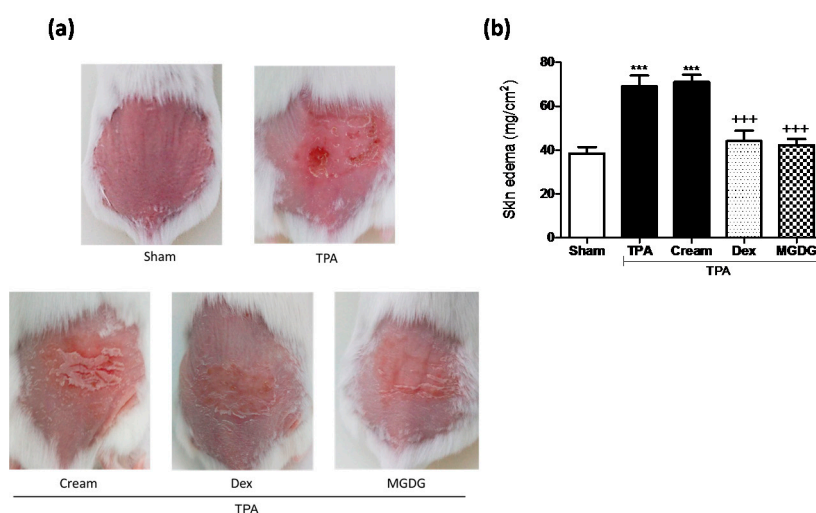 (a)
Sham
TPA
Cream
Dex
MGDG
TPA
(b)
Skin edema (mg/cm²)
80
60
40
20
0
***
***
+++
+++
Sham
TPA
Cream
Dex
MGDG
TPA